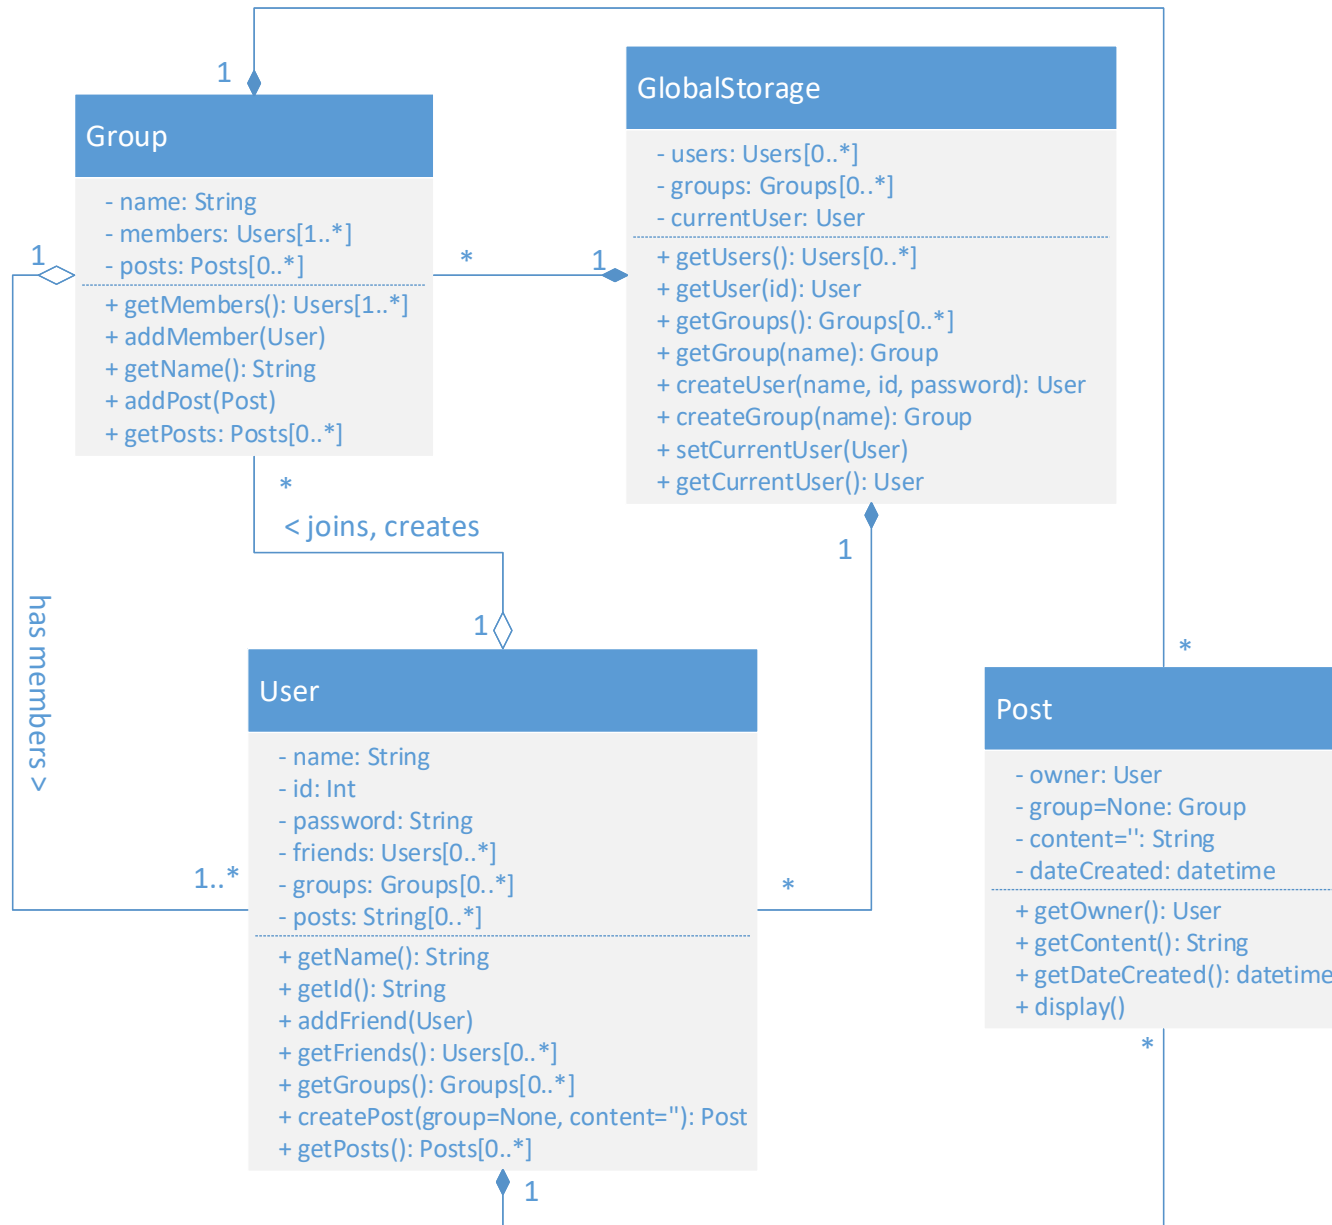 1
Group
- name: String
- members: Users[1..*]
- posts: Posts[0..*]
+ getMembers(): Users[1..*]
+ addMember(User)
+ getName(): String
+ addPost(Post)
+ getPosts: Posts[0..*]
1
*
1
GlobalStorage
- users: Users[0..*]
- groups: Groups[0..*]
- currentUser: User
+ getUsers(): Users[0..*]
+ getUser(id): User
+ getGroups(): Groups[0..*]
+ getGroup(name): Group
+ createUser(name, id, password): User
+ createGroup(name): Group
+ setCurrentUser(User)
+ getCurrentUser(): User
*
< joins, creates
1
1
has members >
1..*
User
- name: String
- id: Int
- password: String
- friends: Users[0..*]
- groups: Groups[0..*]
- posts: String[0..*]
+ getName(): String
+ getId(): String
+ addFriend(User)
+ getFriends(): Users[0..*]
+ getGroups(): Groups[0..*]
+ createPost(group=None, content=''): Post
+ getPosts(): Posts[0..*]
*
1
*
Post
- owner: User
- group=None: Group
- content='': String
- dateCreated: datetime
+ getOwner(): User
+ getContent(): String
+ getDateCreated(): datetime
+ display()
*